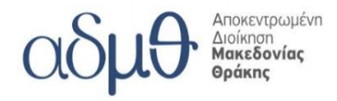 αδμθ
Αποκεντρωμένη
Διοίκηση
Μακεδονίας
Θράκης